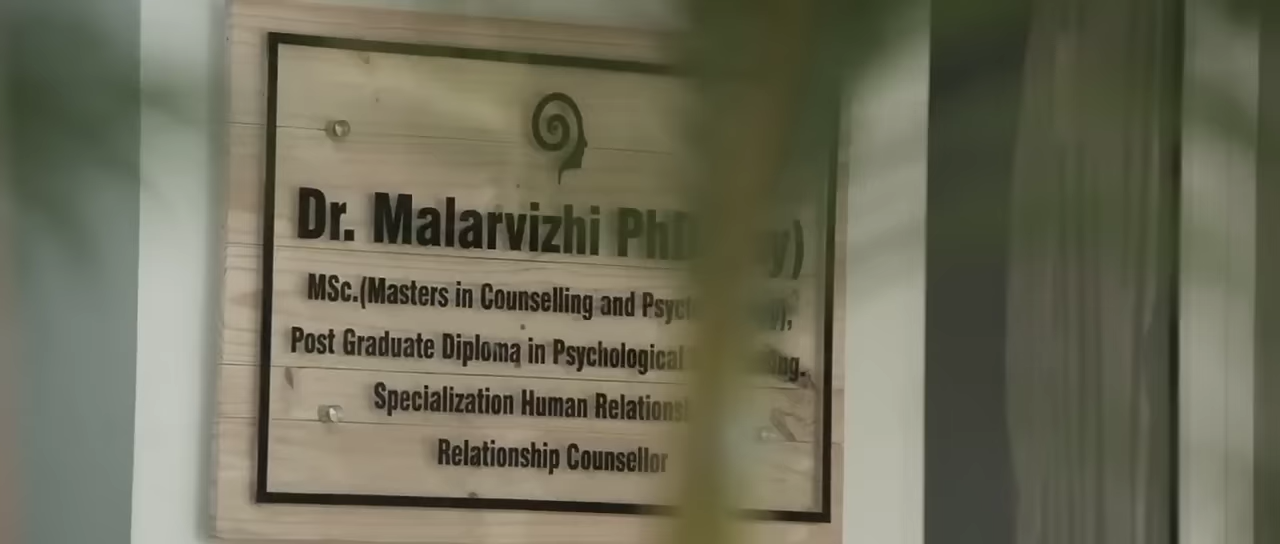 Dr. Malarvizhi
MSc.(Masters in Counselling and
Post Graduate Diploma in Psychological
Specialization Human
Relationship Counsellor